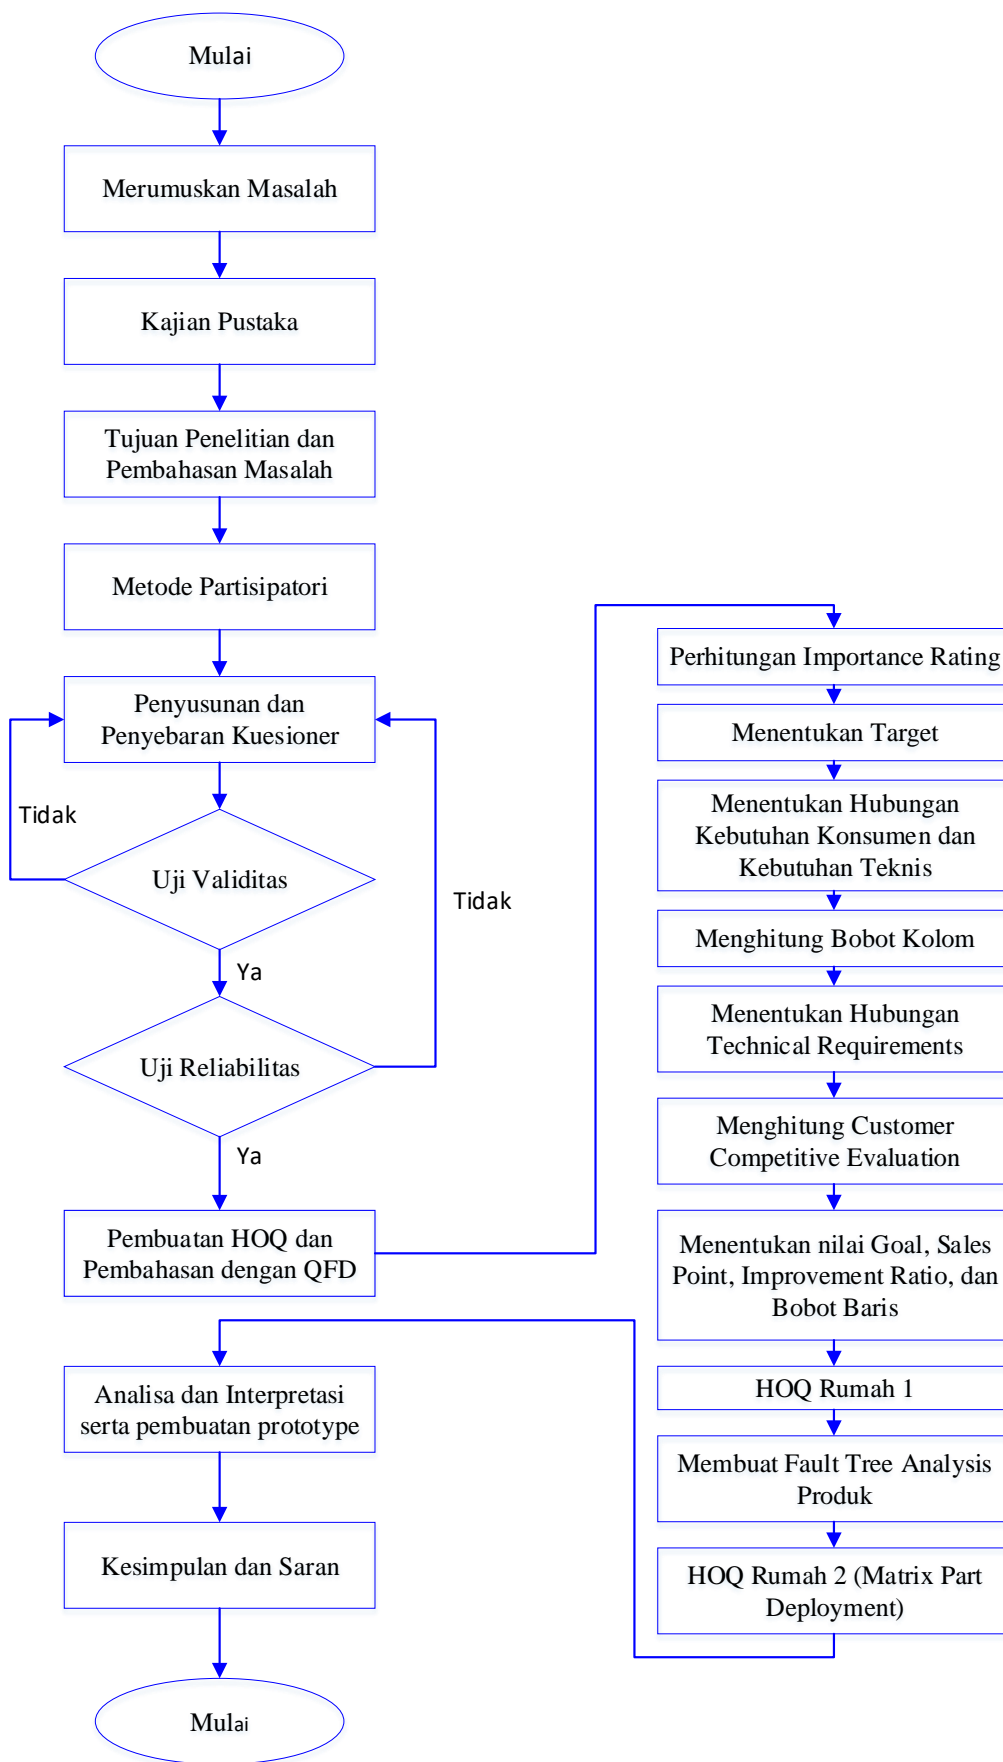 Mulai
Merumuskan Masalah
Kajian Pustaka
Tujuan Penelitian dan
Pembahasan Masalah
Metode Partisipatori
Penyusunan dan
Penyebaran Kuesioner
Tidak
Uji Validitas
Tidak
Ya
Uji Reliabilitas
Ya
Pembuatan HOQ dan
Pembahasan dengan QFD
Perhitungan Importance Rating
Menentukan Target
Menentukan Hubungan
Kebutuhan Konsumen dan
Kebutuhan Teknis
Menghitung Bobot Kolom
Menentukan Hubungan
Technical Requirements
Menghitung Customer
Competitive Evaluation
Menentukan nilai Goal, Sales
Point, Improvement Ratio, dan
Bobot Baris
HOQ Rumah 1
Membuat Fault Tree Analysis
Produk
HOQ Rumah 2 (Matrix Part
Deployment)
Analisa dan Interpretasi
serta pembuatan prototype
Kesimpulan dan Saran
Mulai